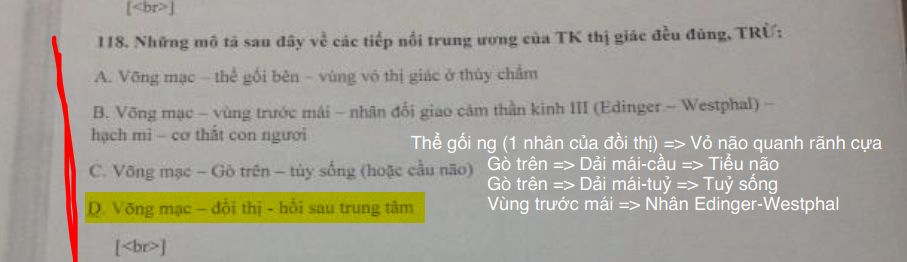 [<br>]
118. Những mô tả sau đây về các tiếp nối trung ương của TK thị giác đều đúng, TRỪ:
A. Võng mạc – thể gối bên – vùng vỏ thị giác ở thùy chẩm
B. Võng mạc – vùng trước mái – nhân đối giao cảm thần kinh III (Edinger – Westphal) –
hạch mi – cơ thắt con ngươi
Thể gối ng (1 nhân của đồi thị) => Vỏ não quanh rãnh cựa
C. Võng mạc – Gò trên – tủy sống (hoặc cầu não)
Gò trên => Dải mái-cầu => Tiểu não
Gò trên => Dải mái-tuỷ => Tuỷ sống
D. Võng mạc – đồi thị - hồi sau trung tâm
Vùng trước mái => Nhân Edinger-Westphal
[<br>]